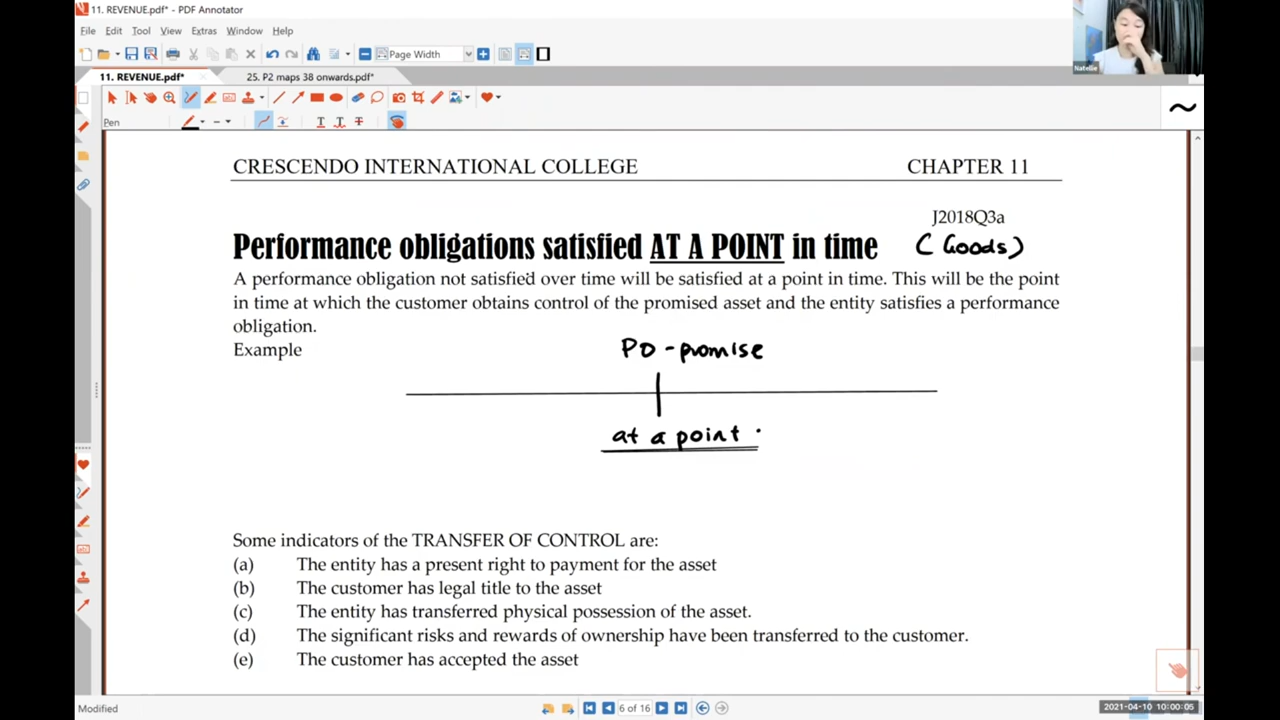 11. REVENUE.pdf* - PDF Annotator
File Edit Tool View Extras Window Help
Page Width
11. REVENUE.pdf* 25. P2 maps 38 onwards.pdf*
Natellie
Pen
CRESCENDO INTERNATIONAL COLLEGE CHAPTER 11
J2018Q3a
Performance obligations satisfied AT A POINT in time (Goods)
A performance obligation not satisfied over time will be satisfied at a point in time. This will be the point
in time at which the customer obtains control of the promised asset and the entity satisfies a performance
obligation.
Example
PO - promise
at a point
Some indicators of the TRANSFER OF CONTROL are:
(a) The entity has a present right to payment for the asset
(b) The customer has legal title to the asset
(c) The entity has transferred physical possession of the asset.
(d) The significant risks and rewards of ownership have been transferred to the customer.
(e) The customer has accepted the asset
Modified 6 of 16 2021-04-10 10:00:05